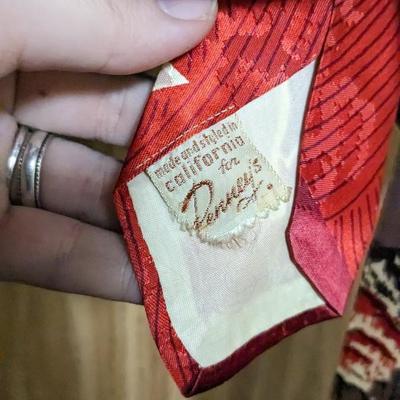 made and styled in
california
for
Penney's